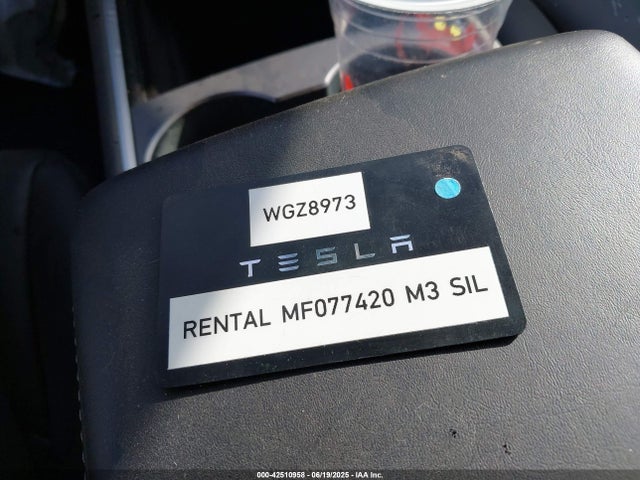 WGZ8973
TESLA
RENTAL MF077420 M3 SIL
000-42510958 - 06/19/2025 - IAA Inc.